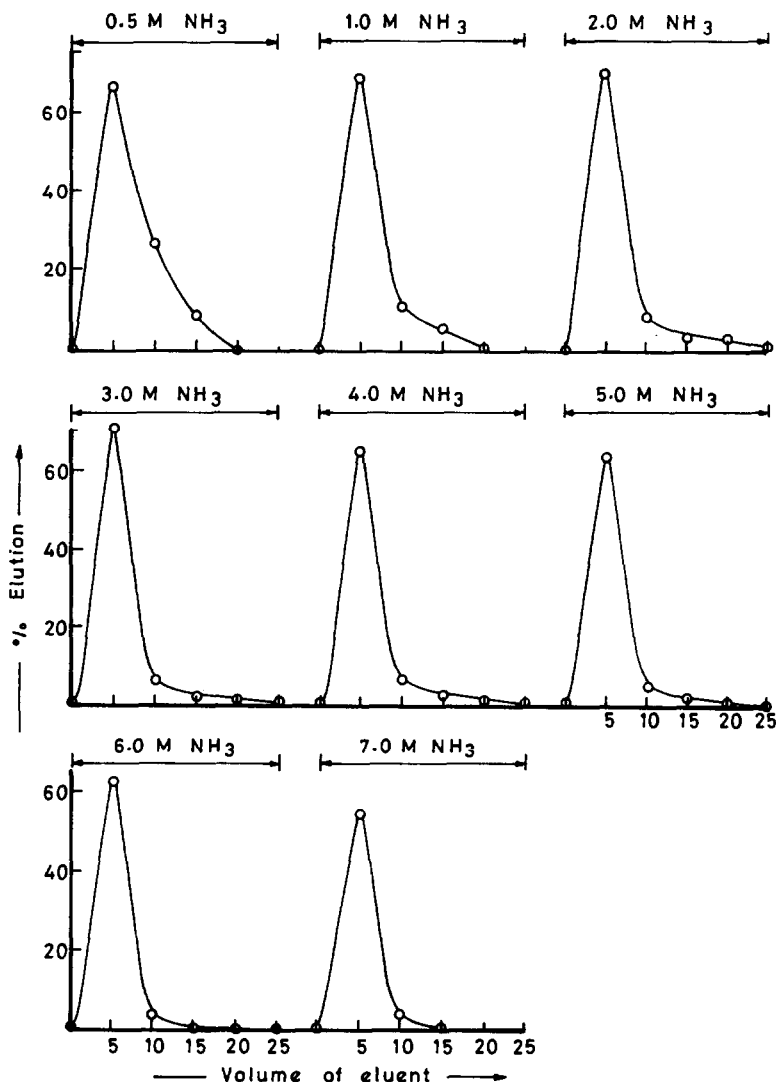 0.5 M NH3
1.0 M NH3
2.0 M NH3
60
40
20
3.0 M NH3
4.0 M NH3
5.0 M NH3
60
40
20
5 10 15 20 25
% Elution
6.0 M NH3
7.0 M NH3
60
40
20
5 10 15 20 25
5 10 15 20 25
Volume of eluent